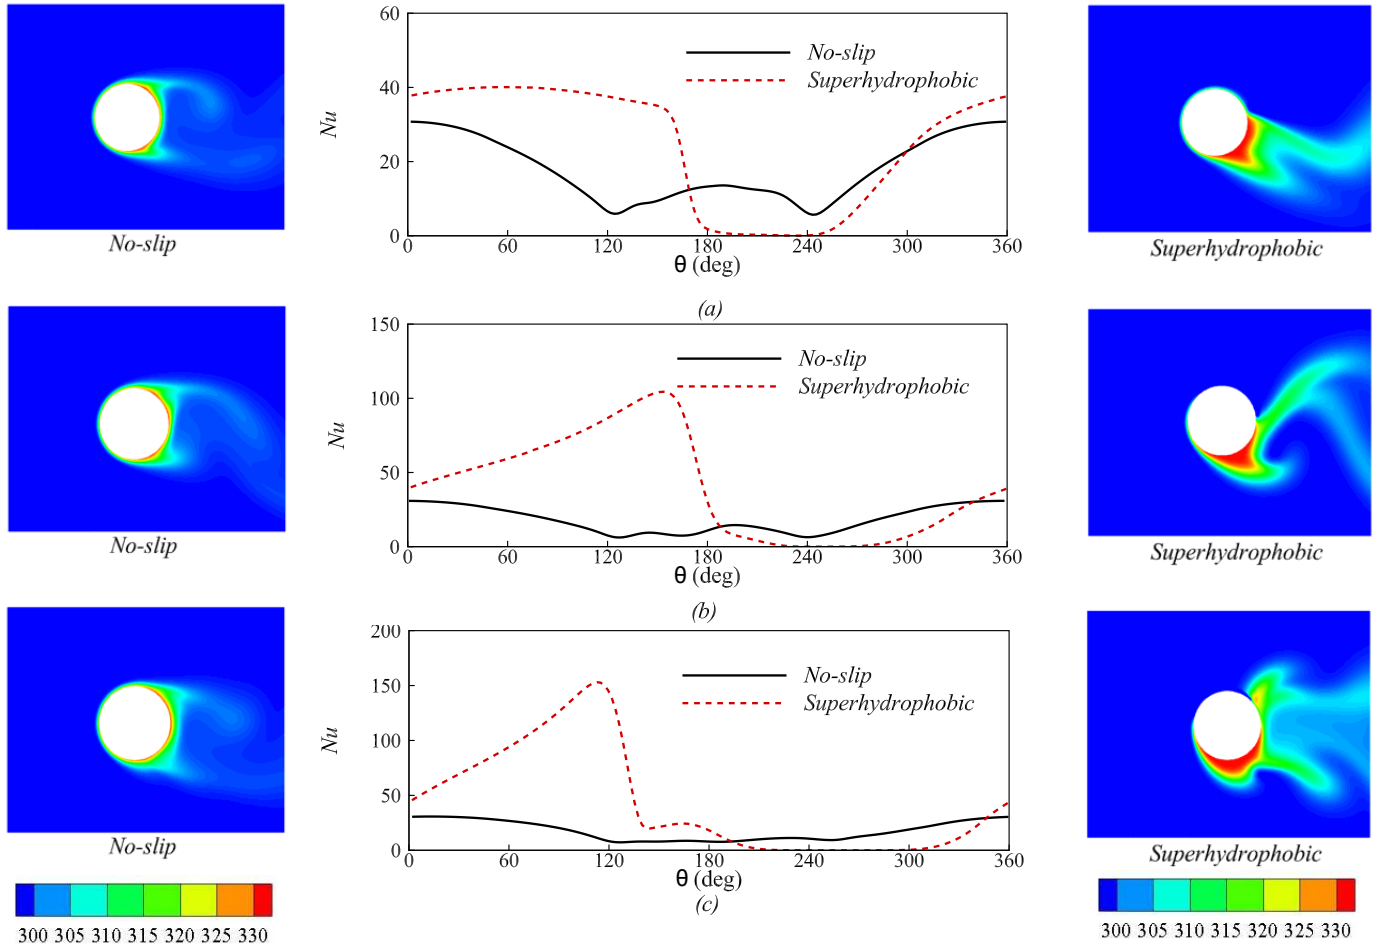 60
40
20
0
Nu
No-slip
Superhydrophobic
0 60 120 180 240 300 360
θ (deg)
(a)
No-slip
Superhydrophobic
150
100
50
0
Nu
No-slip
Superhydrophobic
0 60 120 180 240 300 360
θ (deg)
(b)
No-slip
Superhydrophobic
200
150
100
50
0
Nu
No-slip
Superhydrophobic
0 60 120 180 240 300 360
θ (deg)
(c)
No-slip
Superhydrophobic
300 305 310 315 320 325 330
300 305 310 315 320 325 330